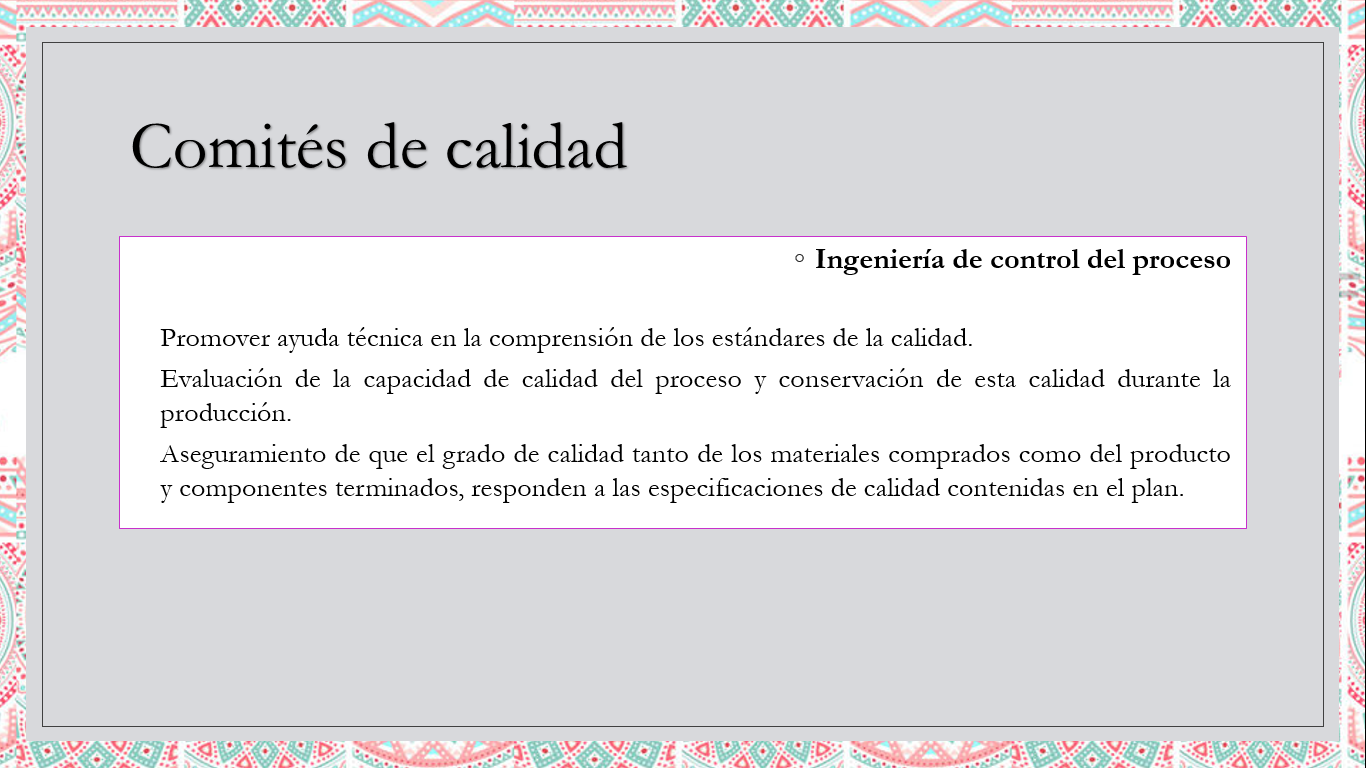 Comités de calidad
◦ Ingeniería de control del proceso
Promover ayuda técnica en la comprensión de los estándares de la calidad.
Evaluación de la capacidad de calidad del proceso y conservación de esta calidad durante la
producción.
Aseguramiento de que el grado de calidad tanto de los materiales comprados como del producto
y componentes terminados, responden a las especificaciones de calidad contenidas en el plan.